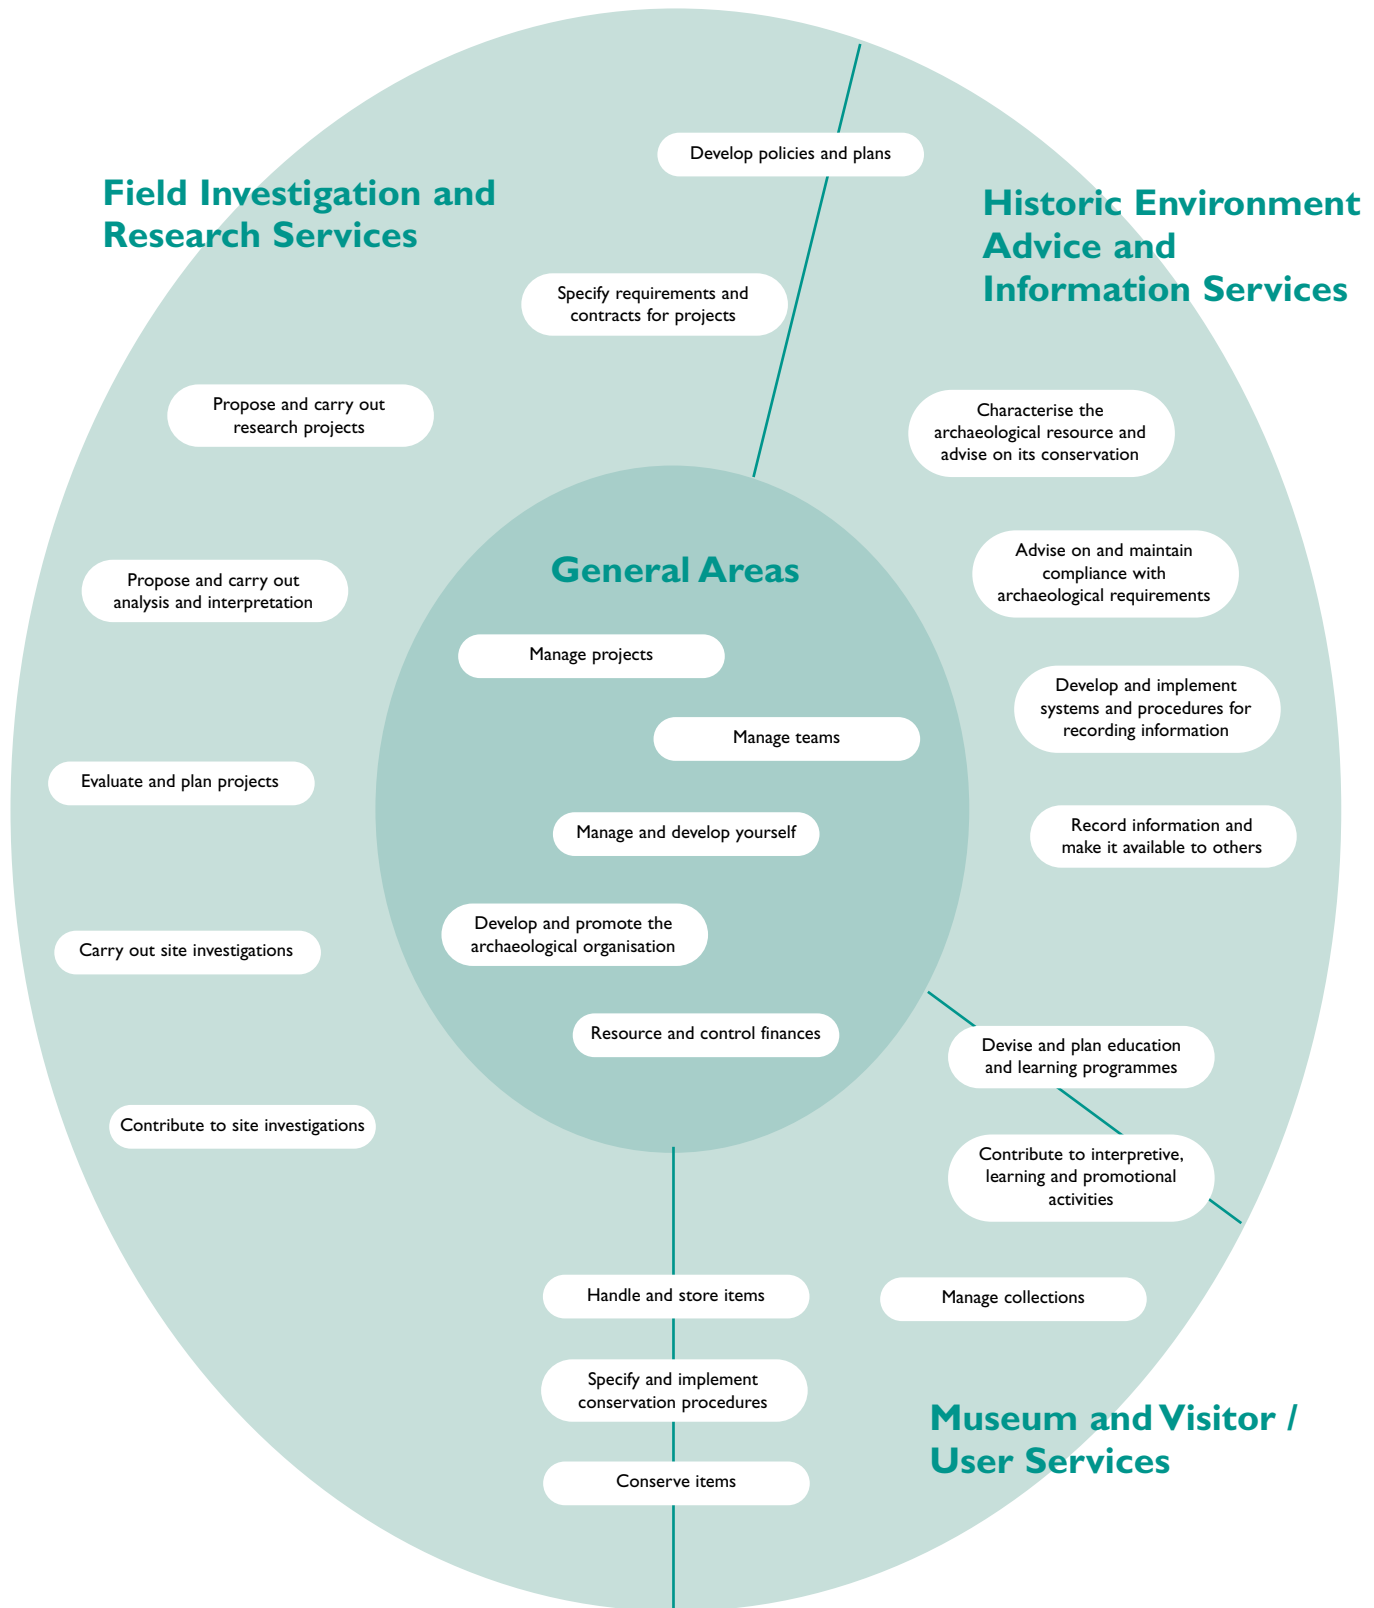 Develop policies and plans
Field Investigation and
Research Services
Historic Environment
Advice and
Information Services
Specify requirements and
contracts for projects
Propose and carry out
research projects
Characterise the
archaeological resource and
advise on its conservation
Advise on and maintain
compliance with
archaeological requirements
General Areas
Propose and carry out
analysis and interpretation
Manage projects
Develop and implement
systems and procedures for
recording information
Manage teams
Evaluate and plan projects
Manage and develop yourself
Record information and
make it available to others
Develop and promote the
archaeological organisation
Carry out site investigations
Resource and control finances
Devise and plan education
and learning programmes
Contribute to site investigations
Contribute to interpretive,
learning and promotional
activities
Handle and store items
Manage collections
Specify and implement
conservation procedures
Museum and Visitor /
User Services
Conserve items